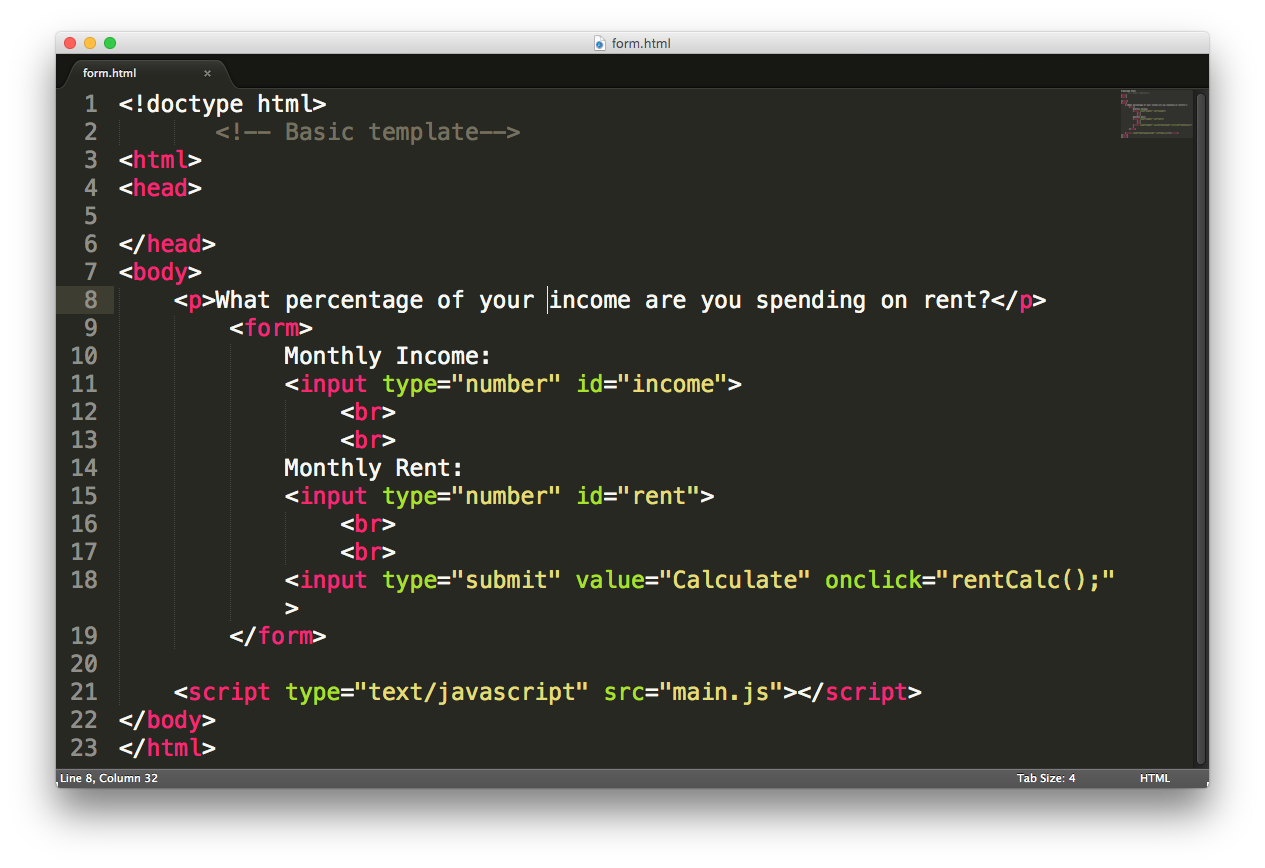 form.html
form.html ×
1 <!doctype html>
2 <!-- Basic template-->
3 <html>
4 <head>
5
6 </head>
7 <body>
8 <p>What percentage of your income are you spending on rent?</p>
9 <form>
10 Monthly Income:
11 <input type="number" id="income">
12 <br>
13 <br>
14 Monthly Rent:
15 <input type="number" id="rent">
16 <br>
17 <br>
18 <input type="submit" value="Calculate" onclick="rentCalc();"
>
19 </form>
20
21 <script type="text/javascript" src="main.js"></script>
22 </body>
23 </html>
Line 8, Column 32 Tab Size: 4 HTML